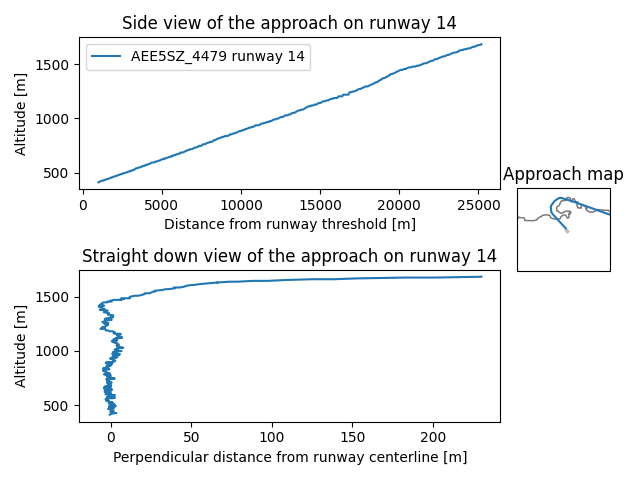 Side view of the approach on runway 14
AEE5SZ_4479 runway 14
Altitude [m]
1500
1000
500
0
5000
10000
15000
20000
25000
Distance from runway threshold [m]
Approach map
Straight down view of the approach on runway 14
Altitude [m]
1500
1000
500
0
50
100
150
200
Perpendicular distance from runway centerline [m]